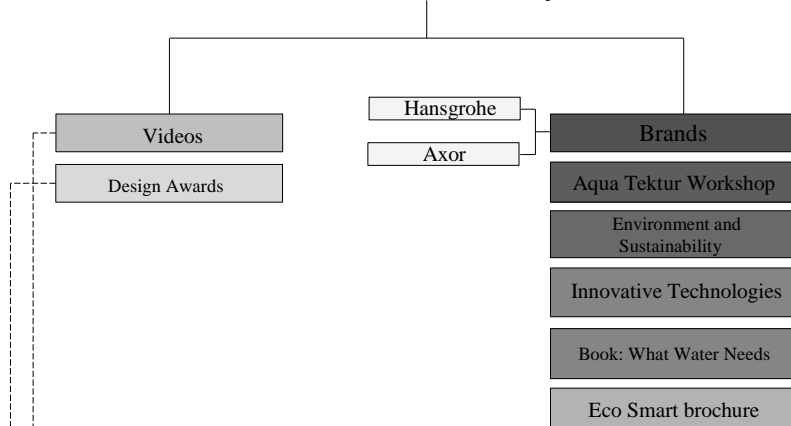 Videos
Design Awards
Hansgrohe
Axor
Brands
Aqua Tektur Workshop
Environment and
Sustainability
Innovative Technologies
Book: What Water Needs
Eco Smart brochure